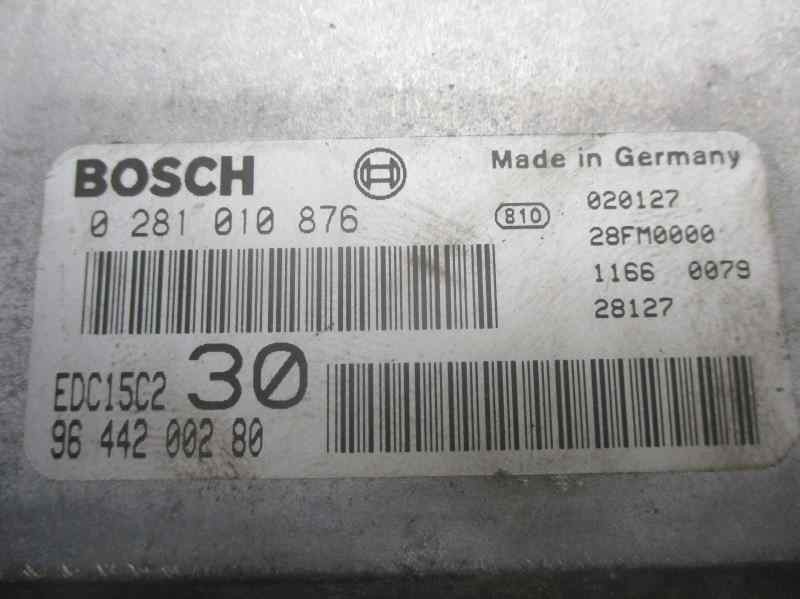 BOSCH
Made in Germany
0 281 010 876
810
020127
28FM0000
1166 0079
28127
EDC15C2
30
96 442 002 80